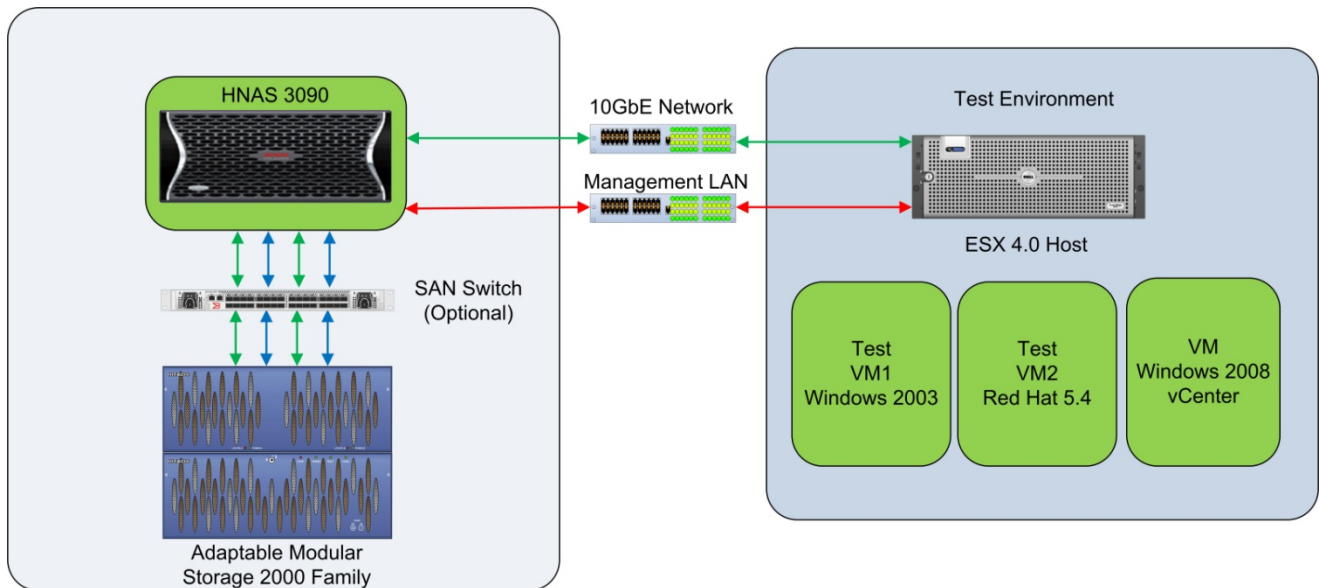 HNAS 3090
10GbE Network
Test Environment
Management LAN
ESX 4.0 Host
SAN Switch
(Optional)
Test
VM1
Windows 2003
Test
VM2
Red Hat 5.4
VM
Windows 2008
vCenter
Adaptable Modular
Storage 2000 Family